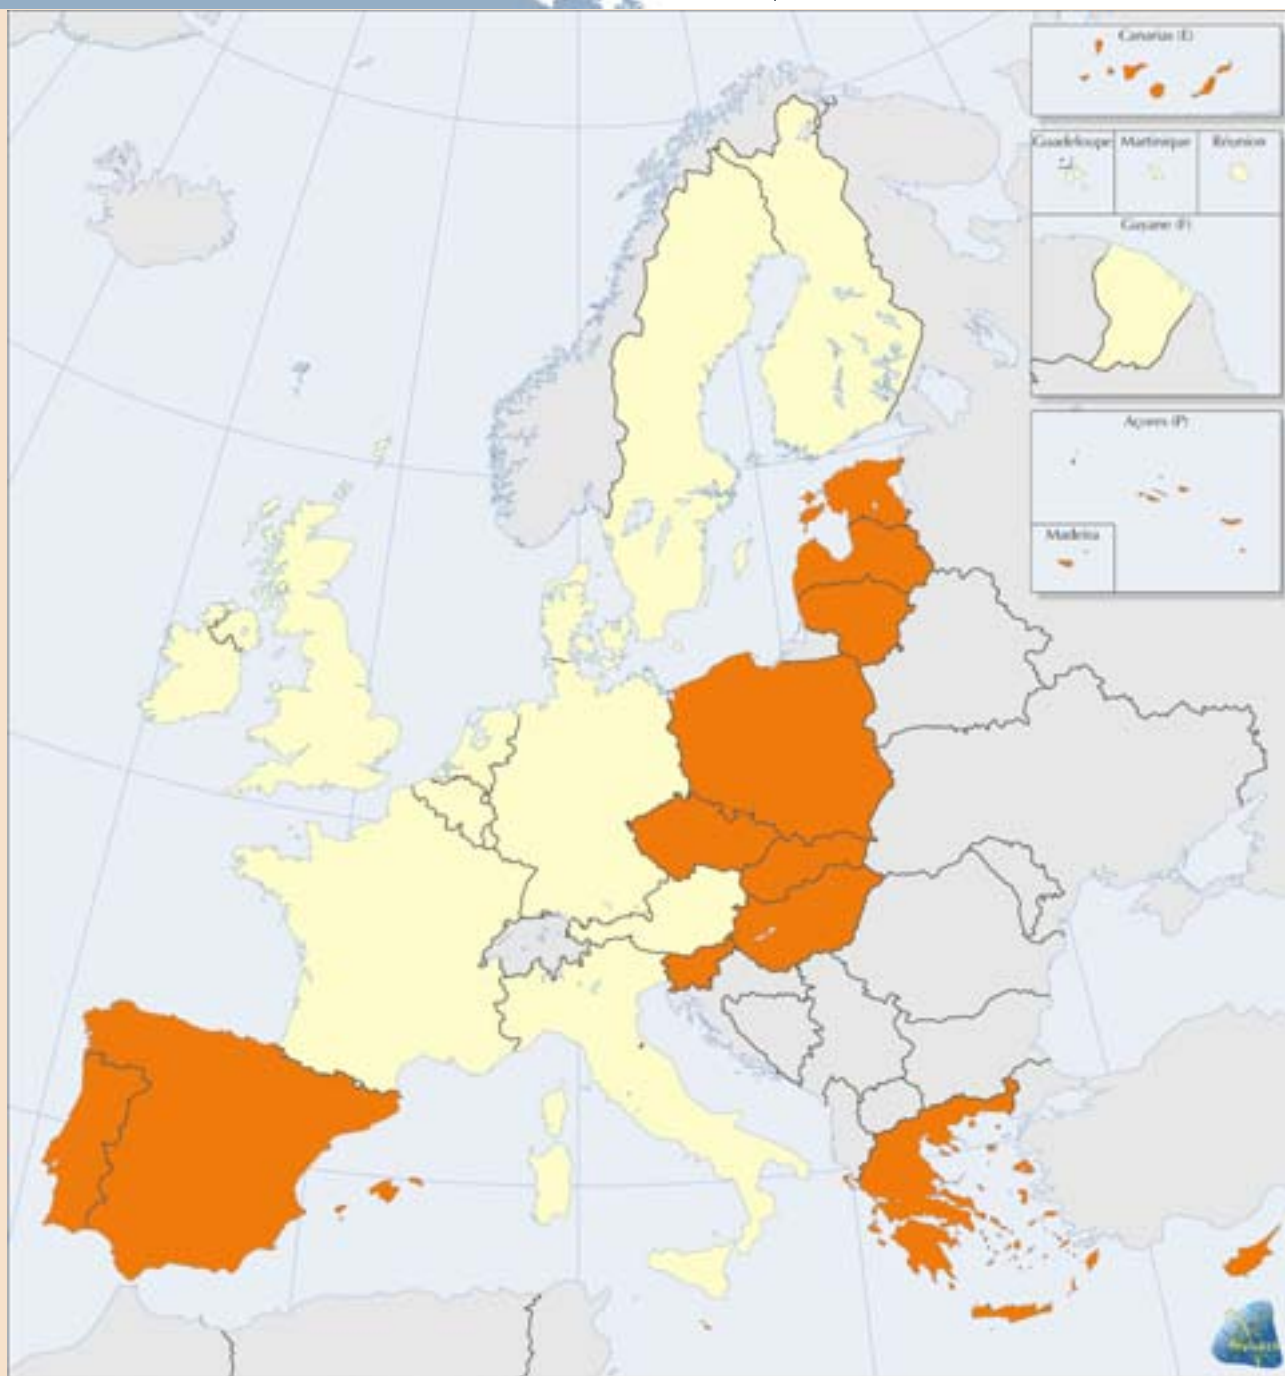 Canarias (E)
Guadeloupe Martinique Réunion
Guyane (F)
Açores (P)
Madeira